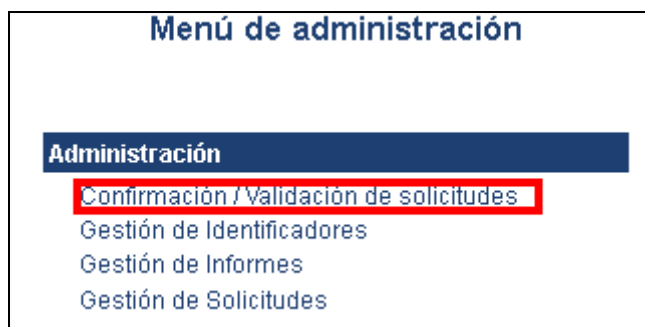 Menú de administración
Administración
Confirmación / Validación de solicitudes
Gestión de Identificadores
Gestión de Informes
Gestión de Solicitudes